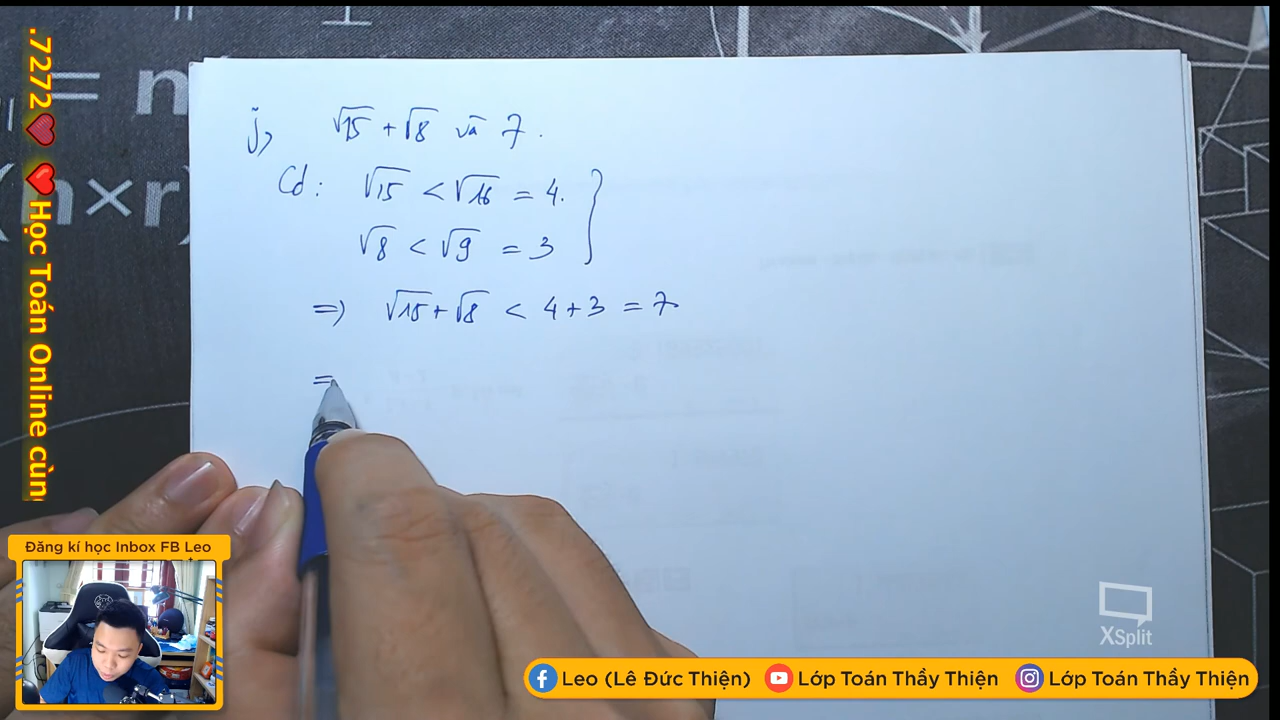 .7272❤ ❤Học Toán Online cùng
= n
(n×r)
j) √15 + √8 và 7.
Cd: √15 < √16 = 4.
√8 < √9 = 3 }
=) √15 + √8 < 4 + 3 = 7
=
Đăng kí học Inbox FB Leo
XSplit
Leo (Lê Đức Thiện) Lớp Toán Thầy Thiện Lớp Toán Thầy Thiện